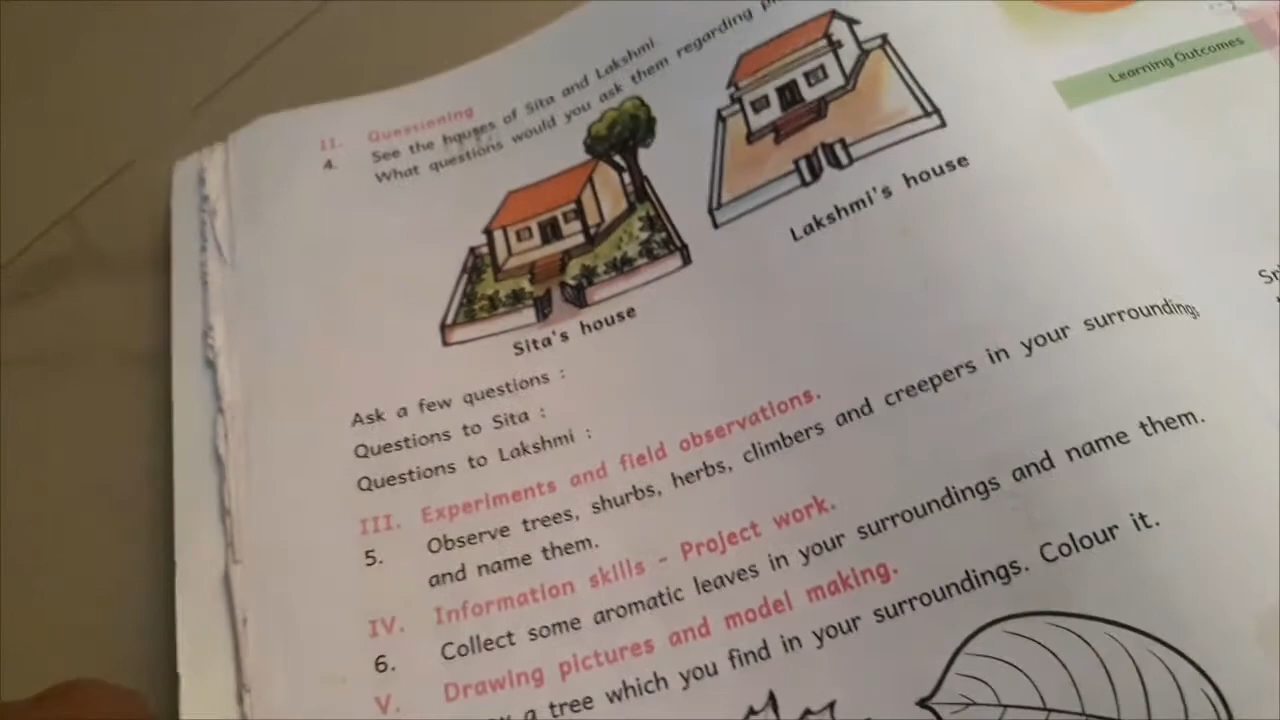 II. Questioning
4. See the houses of Sita and Lakshmi.
What questions would you ask them regarding
Sita's house
Lakshmi's house
Ask a few questions :
Questions to Sita :
Questions to Lakshmi :
III. Experiments and field observations.
5. Observe trees, shurbs, herbs, climbers and creepers in your surroundings
and name them.
IV. Information skills - Project work.
6. Collect some aromatic leaves in your surroundings and name them.
V. Drawing pictures and model making.
a tree which you find in your surroundings. Colour it.
Learning Outcomes